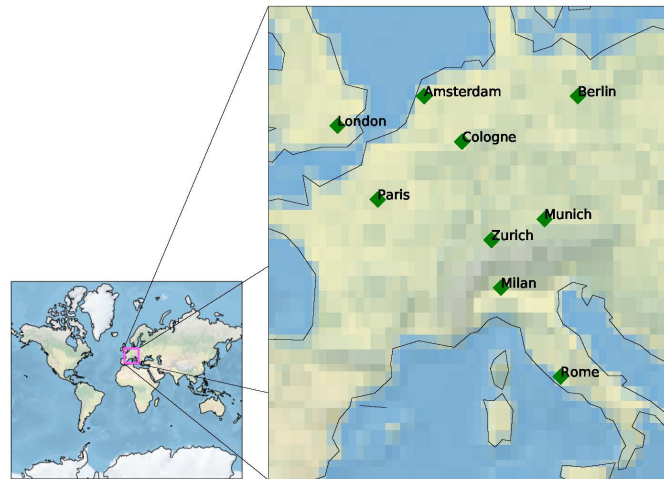 Amsterdam
Berlin
London
Cologne
Paris
Munich
Zurich
Milan
Rome